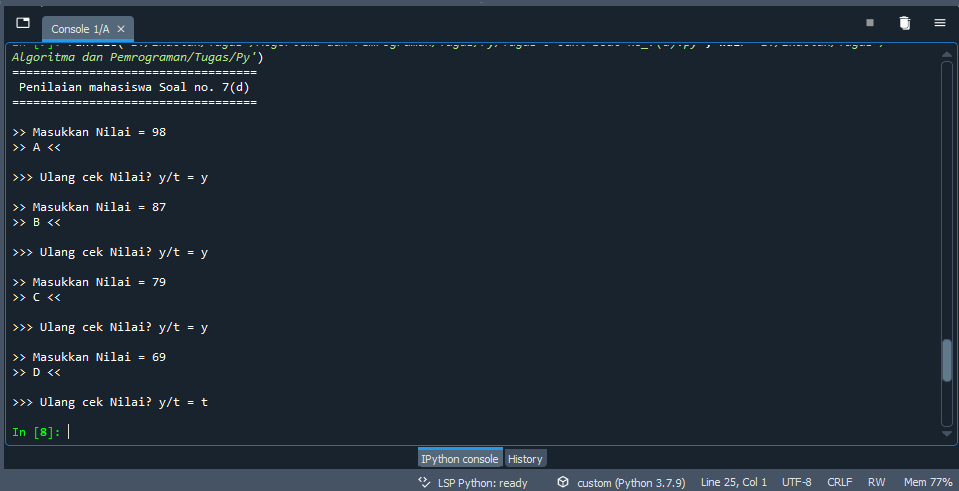 Console 1/A
Algoritma dan Pemrograman/Tugas/Py')
===================================
Penilaian mahasiswa Soal no. 7(d)
===================================
>> Masukkan Nilai = 98
>> A <<
>>> Ulang cek Nilai? y/t = y
>> Masukkan Nilai = 87
>> B <<
>>> Ulang cek Nilai? y/t = y
>> Masukkan Nilai = 79
>> C <<
>>> Ulang cek Nilai? y/t = y
>> Masukkan Nilai = 69
>> D <<
>>> Ulang cek Nilai? y/t = t
In [8]:
IPython console History
LSP Python: ready custom (Python 3.7.9) Line 25, Col 1 UTF-8 CRLF RW Mem 77%